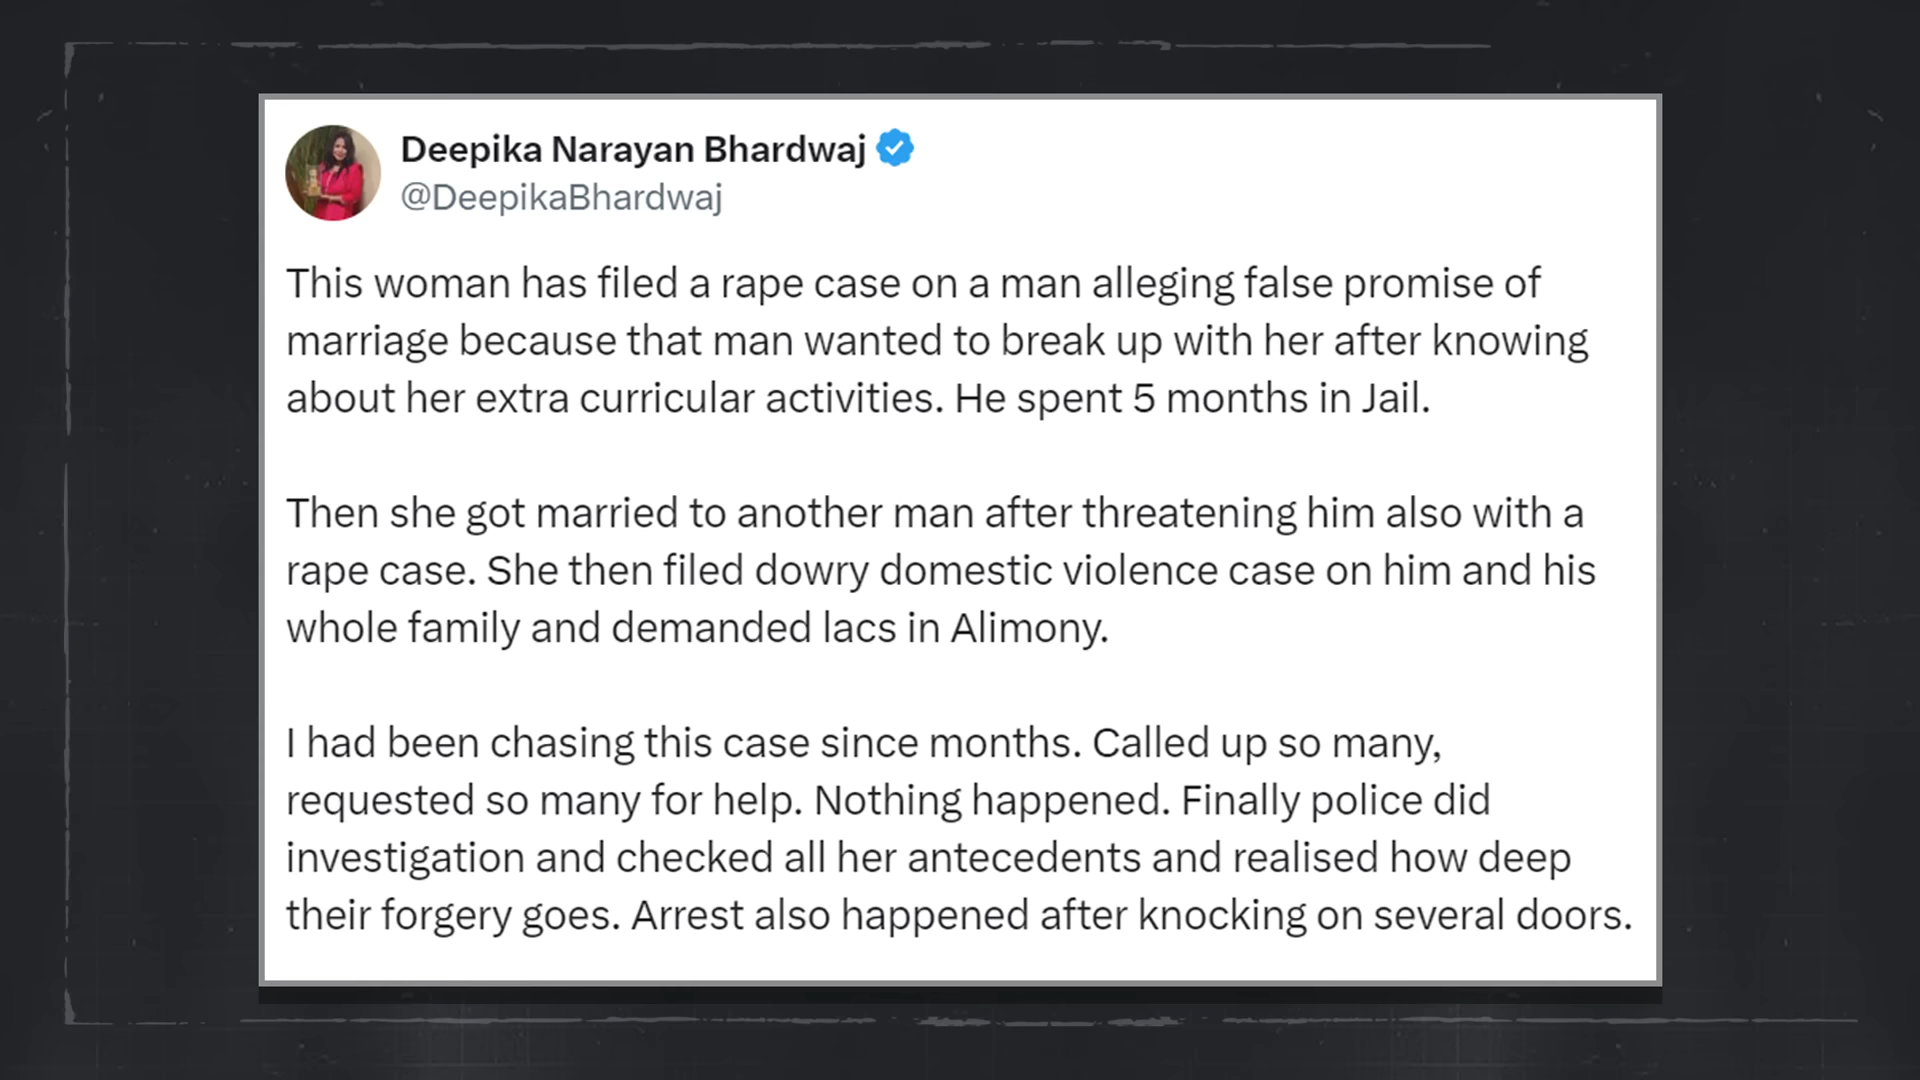 Deepika Narayan Bhardwaj
@DeepikaBhardwaj
This woman has filed a rape case on a man alleging false promise of
marriage because that man wanted to break up with her after knowing
about her extra curricular activities. He spent 5 months in Jail.
Then she got married to another man after threatening him also with a
rape case. She then filed dowry domestic violence case on him and his
whole family and demanded lacs in Alimony.
I had been chasing this case since months. Called up so many,
requested so many for help. Nothing happened. Finally police did
investigation and checked all her antecedents and realised how deep
their forgery goes. Arrest also happened after knocking on several doors.